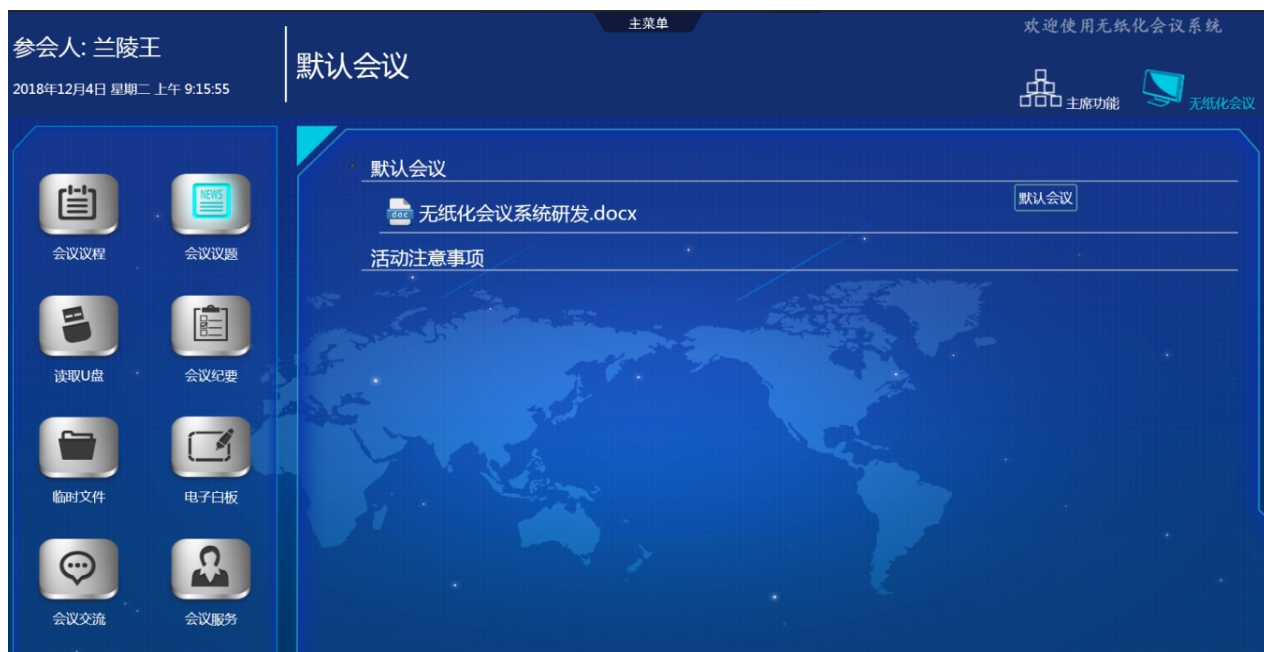 主菜单
欢迎使用无纸化会议系统
参会人: 兰陵王
2018年12月4日 星期二 上午 9:15:55
默认会议
主席功能
无纸化会议
会议议程
NEWS
会议议题
读取U盘
会议纪要
临时文件
电子白板
会议交流
会议服务
默认会议
doc 无纸化会议系统研发.docx
默认会议
活动注意事项